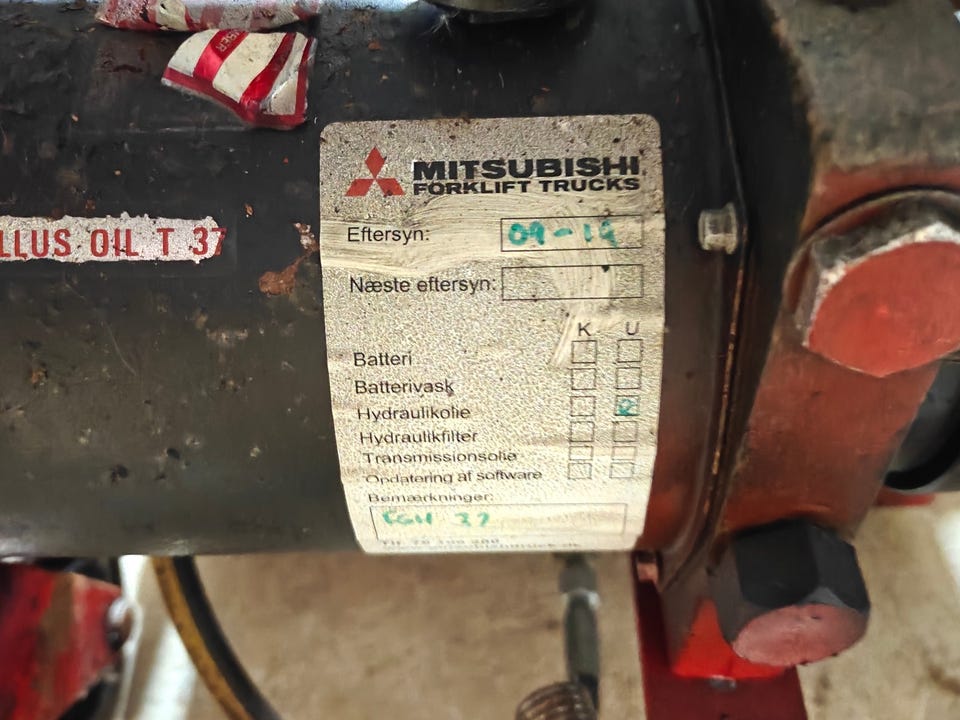 MITSUBISHI
FORKLIFT TRUCKS
LLUS OIL T 37
Eftersyn: 09-19
Næste eftersyn:
K U
Batteri
Batterivask
Hydraulikolie
Hydraulikfilter
Transmissionsolie
Opdatering af software
Bemærkninger: